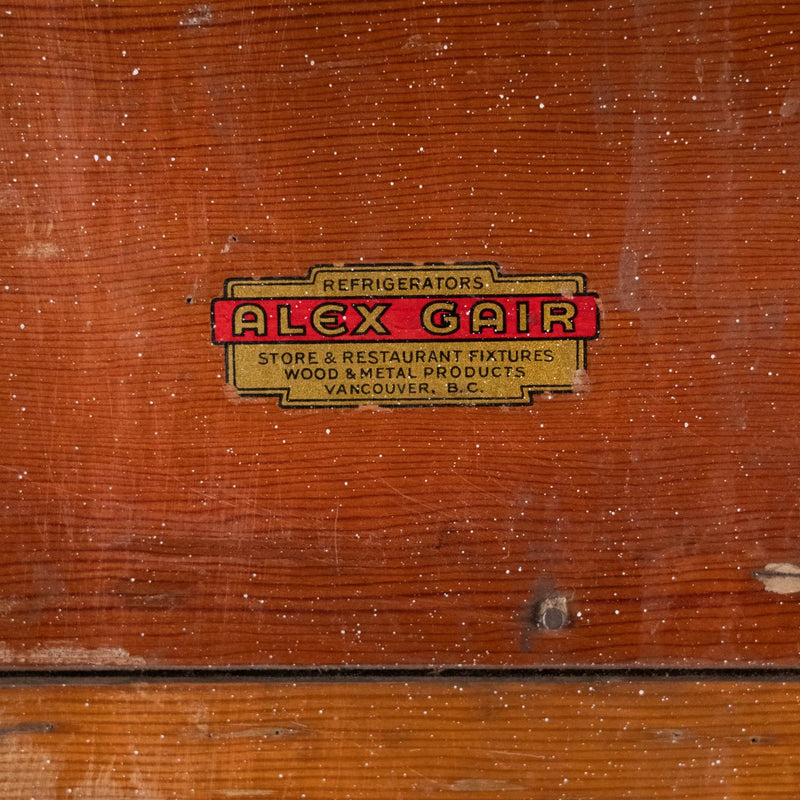 REFRIGERATORS
ALEX GAIR
STORE & RESTAURANT FIXTURES
WOOD & METAL PRODUCTS
VANCOUVER, B.C.